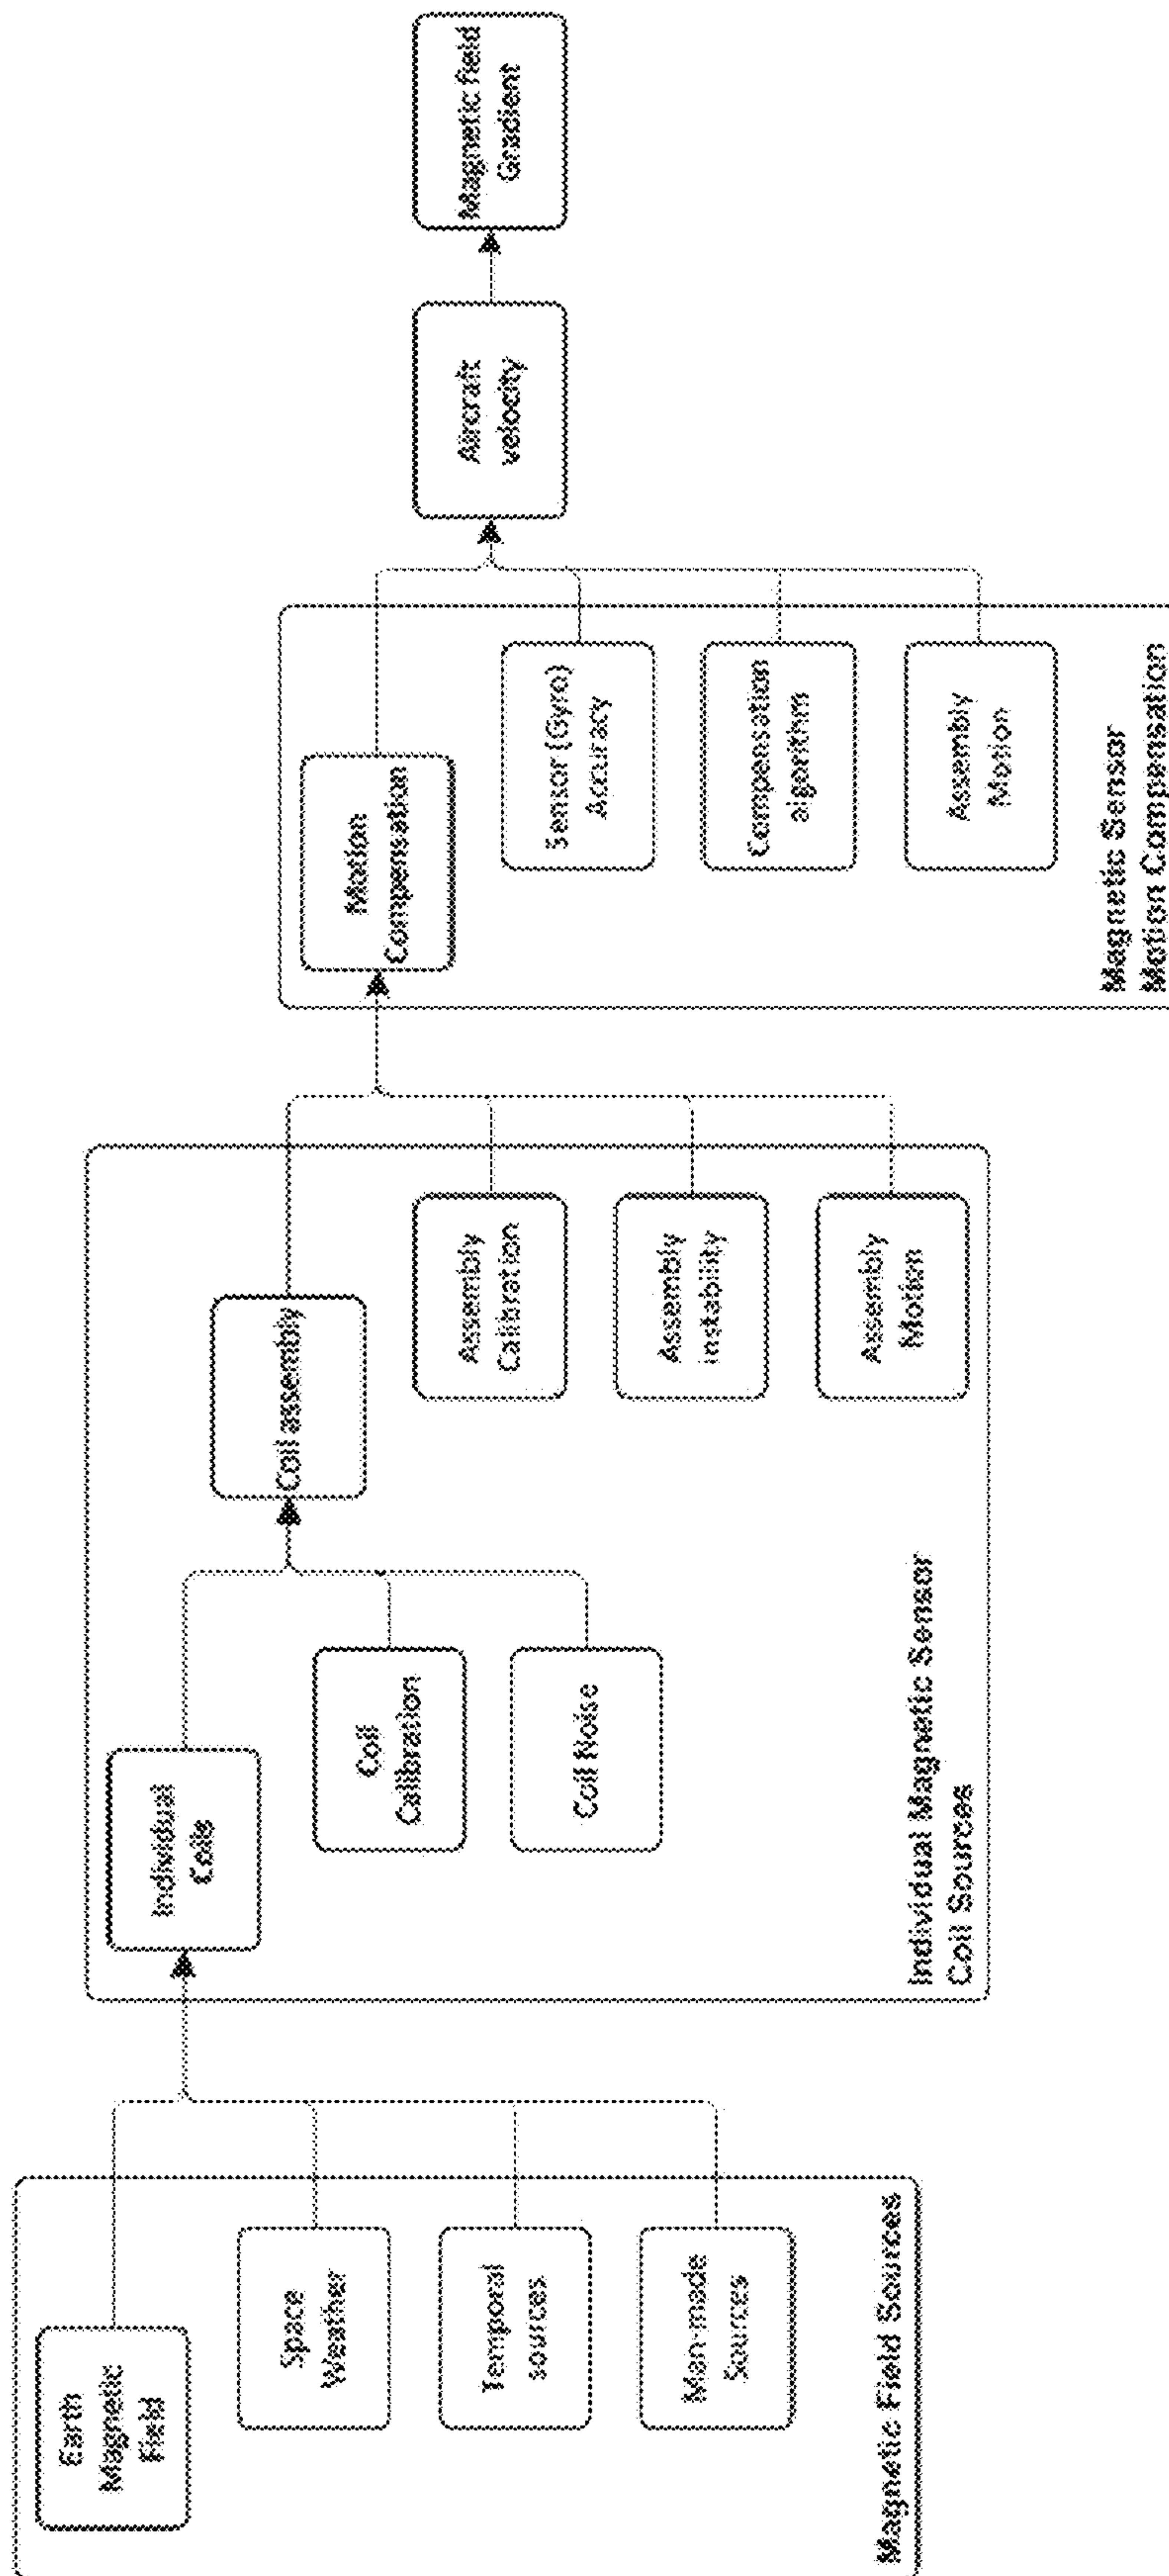 Earth
Magnetic
Field
Space
Weather
Temporal
sources
Man-made
Sources
Magnetic Field Sources
Individual
Coils
Coil
Calibration
Coil Noise
Coil assembly
Assembly
Calibration
Assembly
instability
Assembly
Motion
Individual Magnetic Sensor
Coil Sources
Motion
Compensation
Sensor (Gyro)
Accuracy
Compensation
algorithm
Assembly
Motion
Magnetic Sensor
Motion Compensation
Aircraft
velocity
Magnetic field
Gradient